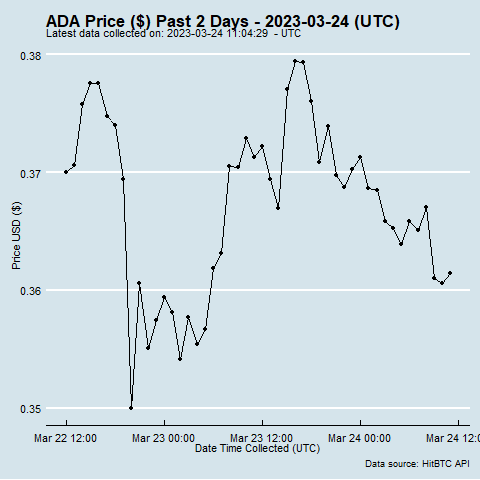 ADA Price ($) Past 2 Days - 2023-03-24 (UTC)
Latest data collected on: 2023-03-24 11:04:29 - UTC
0.38
0.37
0.36
0.35
Price USD ($)
Mar 22 12:00 Mar 23 00:00 Mar 23 12:00 Mar 24 00:00 Mar 24 12:0
Date Time Collected (UTC)
Data source: HitBTC API